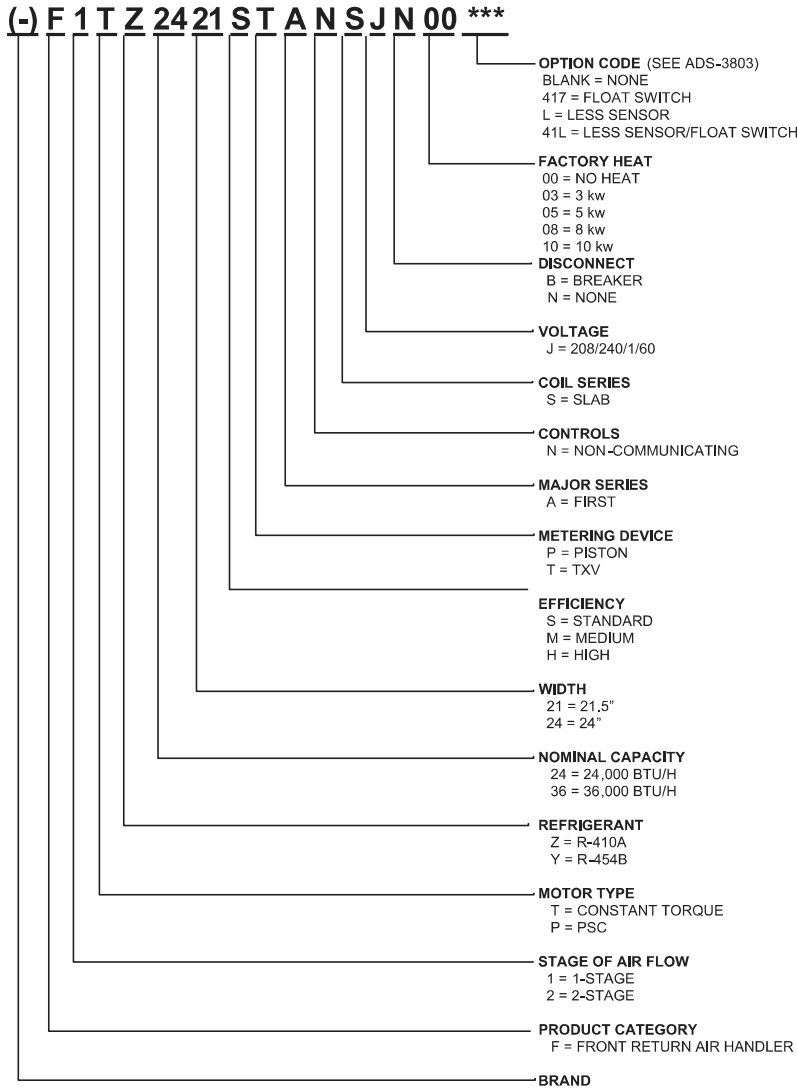 (-) F 1 T Z 24 21 S T A N S J N 00 ***
OPTION CODE (SEE ADS-3803)
BLANK = NONE
417 = FLOAT SWITCH
L = LESS SENSOR
41L = LESS SENSOR/FLOAT SWITCH
FACTORY HEAT
00 = NO HEAT
03 = 3 kw
05 = 5 kw
08 = 8 kw
10 = 10 kw
DISCONNECT
B = BREAKER
N = NONE
VOLTAGE
J = 208/240/1/60
COIL SERIES
S = SLAB
CONTROLS
N = NON-COMMUNICATING
MAJOR SERIES
A = FIRST
METERING DEVICE
P = PISTON
T = TXV
EFFICIENCY
S = STANDARD
M = MEDIUM
H = HIGH
WIDTH
21 = 21.5”
24 = 24”
NOMINAL CAPACITY
24 = 24,000 BTU/H
36 = 36,000 BTU/H
REFRIGERANT
Z = R-410A
Y = R-454B
MOTOR TYPE
T = CONSTANT TORQUE
P = PSC
STAGE OF AIR FLOW
1 = 1-STAGE
2 = 2-STAGE
PRODUCT CATEGORY
F = FRONT RETURN AIR HANDLER
BRAND